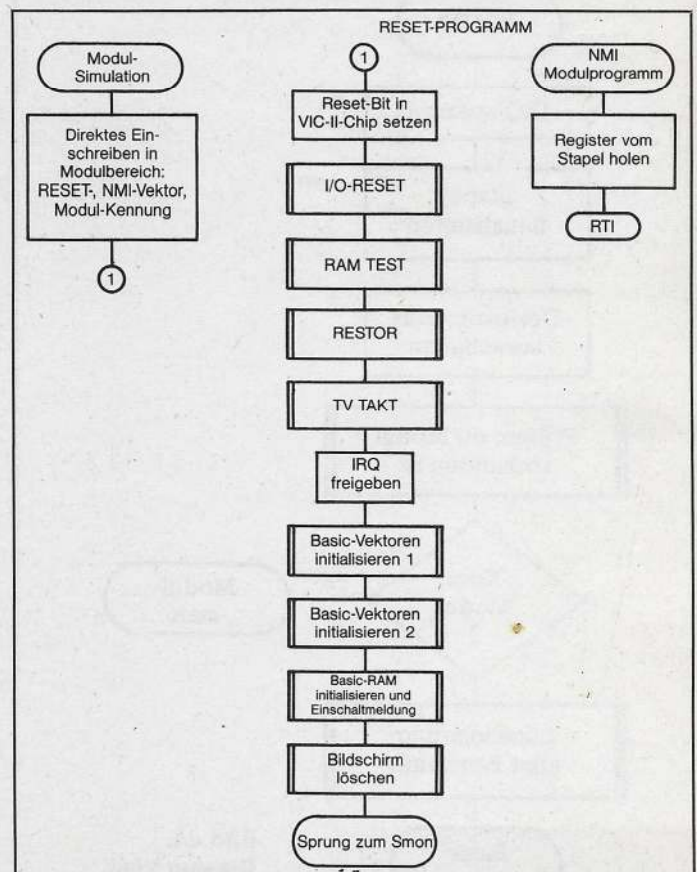 RESET-PROGRAMM
Modul-
Simulation
Direktes Ein-
schreiben in
Modulbereich:
RESET-, NMI-Vektor,
Modul-Kennung
1
1
Reset-Bit in
VIC-II-Chip setzen
I/O-RESET
RAM TEST
RESTOR
TV TAKT
IRQ
freigeben
Basic-Vektoren
initialisieren 1
Basic-Vektoren
initialisieren 2
Basic-RAM
initialisieren und
Einschaltmeldung
Bildschirm
löschen
Sprung zum Smon
NMI
Modulprogramm
Register vom
Stapel holen
RTI